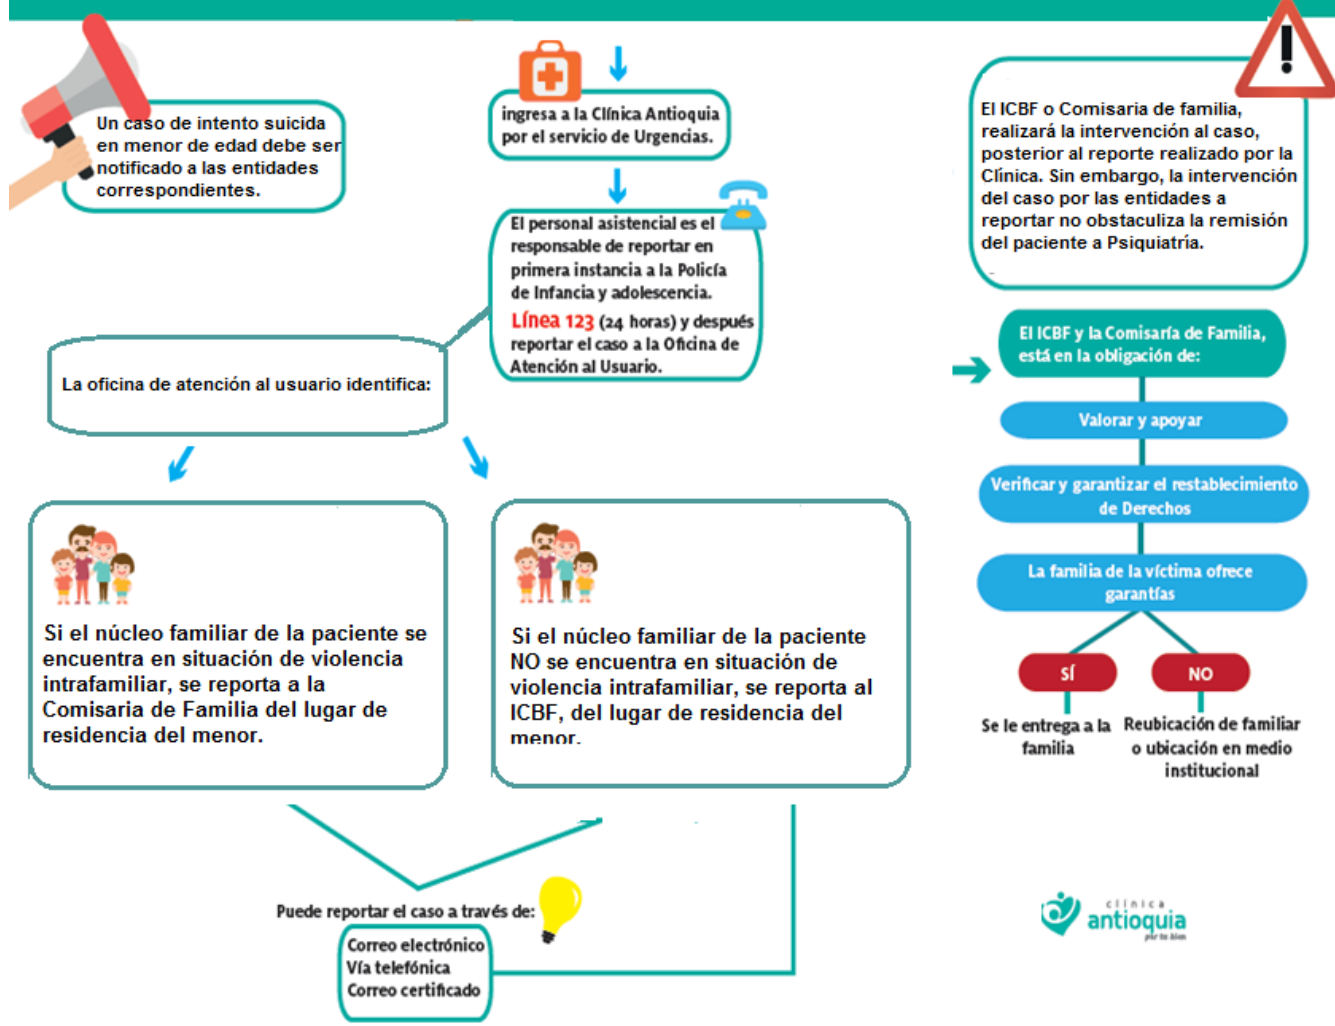 Un caso de intento suicida
en menor de edad debe ser
notificado a las entidades
correspondientes.
ingresa a la Clínica Antioquia
por el servicio de Urgencias.
El personal asistencial es el
responsable de reportar en
primera instancia a la Policía
de Infancia y adolescencia.
Línea 123 (24 horas) y después
reportar el caso a la Oficina de
Atención al Usuario.
La oficina de atención al usuario identifica:
Si el núcleo familiar de la paciente se
encuentra en situación de violencia
intrafamiliar, se reporta a la
Comisaria de Familia del lugar de
residencia del menor.
Si el núcleo familiar de la paciente
NO se encuentra en situación de
violencia intrafamiliar, se reporta al
ICBF, del lugar de residencia del
menor.
Puede reportar el caso a través de:
Correo electrónico
Vía telefónica
Correo certificado
El ICBF o Comisaria de familia,
realizará la intervención al caso,
posterior al reporte realizado por la
Clínica. Sin embargo, la intervención
del caso por las entidades a
reportar no obstaculiza la remisión
del paciente a Psiquiatría.
El ICBF y la Comisaría de Familia,
está en la obligación de:
Valorar y apoyar
Verificar y garantizar el restablecimiento
de Derechos
La familia de la víctima ofrece
garantías
SÍ
NO
Se le entrega a la
familia
Reubicación de familiar
o ubicación en medio
institucional
clínica
antioquia
por tu bien